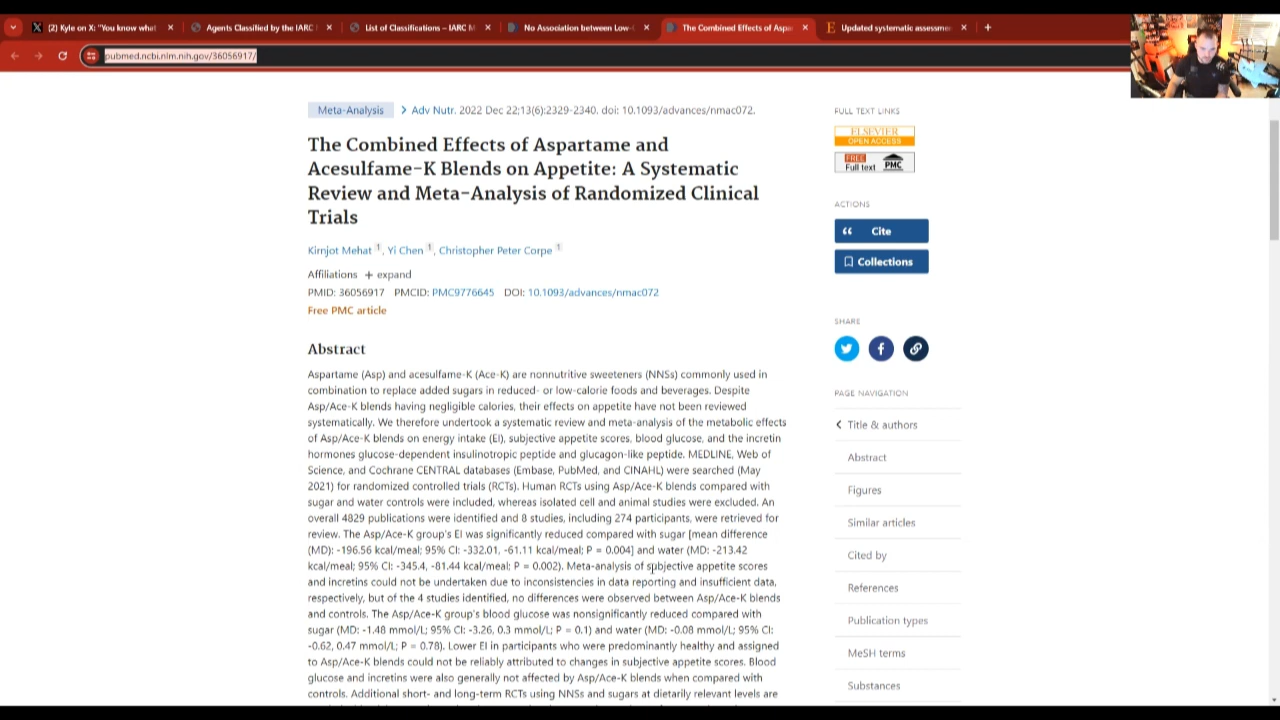 (2) Kyle on X: "You know what
Agents Classified by the IARC
List of Classifications – IARC M
No Association between Low-
The Combined Effects of Aspa
Updated systematic assessmen
pubmed.ncbi.nlm.nih.gov/36056917/
Meta-Analysis > Adv Nutr. 2022 Dec 22;13(6):2329-2340. doi: 10.1093/advances/nmac072.
The Combined Effects of Aspartame and
Acesulfame-K Blends on Appetite: A Systematic
Review and Meta-Analysis of Randomized Clinical
Trials
Kirnjot Mehat 1, Yi Chen 1, Christopher Peter Corpe 1
Affiliations + expand
PMID: 36056917 PMCID: PMC9776645 DOI: 10.1093/advances/nmac072
Free PMC article
Abstract
Aspartame (Asp) and acesulfame-K (Ace-K) are nonnutritive sweeteners (NNSs) commonly used in
combination to replace added sugars in reduced- or low-calorie foods and beverages. Despite
Asp/Ace-K blends having negligible calories, their effects on appetite have not been reviewed
systematically. We therefore undertook a systematic review and meta-analysis of the metabolic effects
of Asp/Ace-K blends on energy intake (EI), subjective appetite scores, blood glucose, and the incretin
hormones glucose-dependent insulinotropic peptide and glucagon-like peptide. MEDLINE, Web of
Science, and Cochrane CENTRAL databases (Embase, PubMed, and CINAHL) were searched (May
2021) for randomized controlled trials (RCTs). Human RCTs using Asp/Ace-K blends compared with
sugar and water controls were included, whereas isolated cell and animal studies were excluded. An
overall 4829 publications were identified and 8 studies, including 274 participants, were retrieved for
review. The Asp/Ace-K group's EI was significantly reduced compared with sugar [mean difference
(MD): -196.56 kcal/meal; 95% CI: -332.01, -61.11 kcal/meal; P = 0.004] and water (MD: -213.42
kcal/meal; 95% CI: -345.4, -81.44 kcal/meal; P = 0.002). Meta-analysis of subjective appetite scores
and incretins could not be undertaken due to inconsistencies in data reporting and insufficient data,
respectively, but of the 4 studies identified, no differences were observed between Asp/Ace-K blends
and controls. The Asp/Ace-K group's blood glucose was nonsignificantly reduced compared with
sugar (MD: -1.48 mmol/L; 95% CI: -3.26, 0.3 mmol/L; P = 0.1) and water (MD: -0.08 mmol/L; 95% CI:
-0.62, 0.47 mmol/L; P = 0.78). Lower EI in participants who were predominantly healthy and assigned
to Asp/Ace-K blends could not be reliably attributed to changes in subjective appetite scores. Blood
glucose and incretins were also generally not affected by Asp/Ace-K blends when compared with
controls. Additional short- and long-term RCTs using NNSs and sugars at dietarily relevant levels are
FULL TEXT LINKS
ELSEVIER
OPEN ACCESS
FREE
Full text PMC
ACTIONS
Cite
Collections
SHARE
PAGE NAVIGATION
Title & authors
Abstract
Figures
Similar articles
Cited by
References
Publication types
MeSH terms
Substances